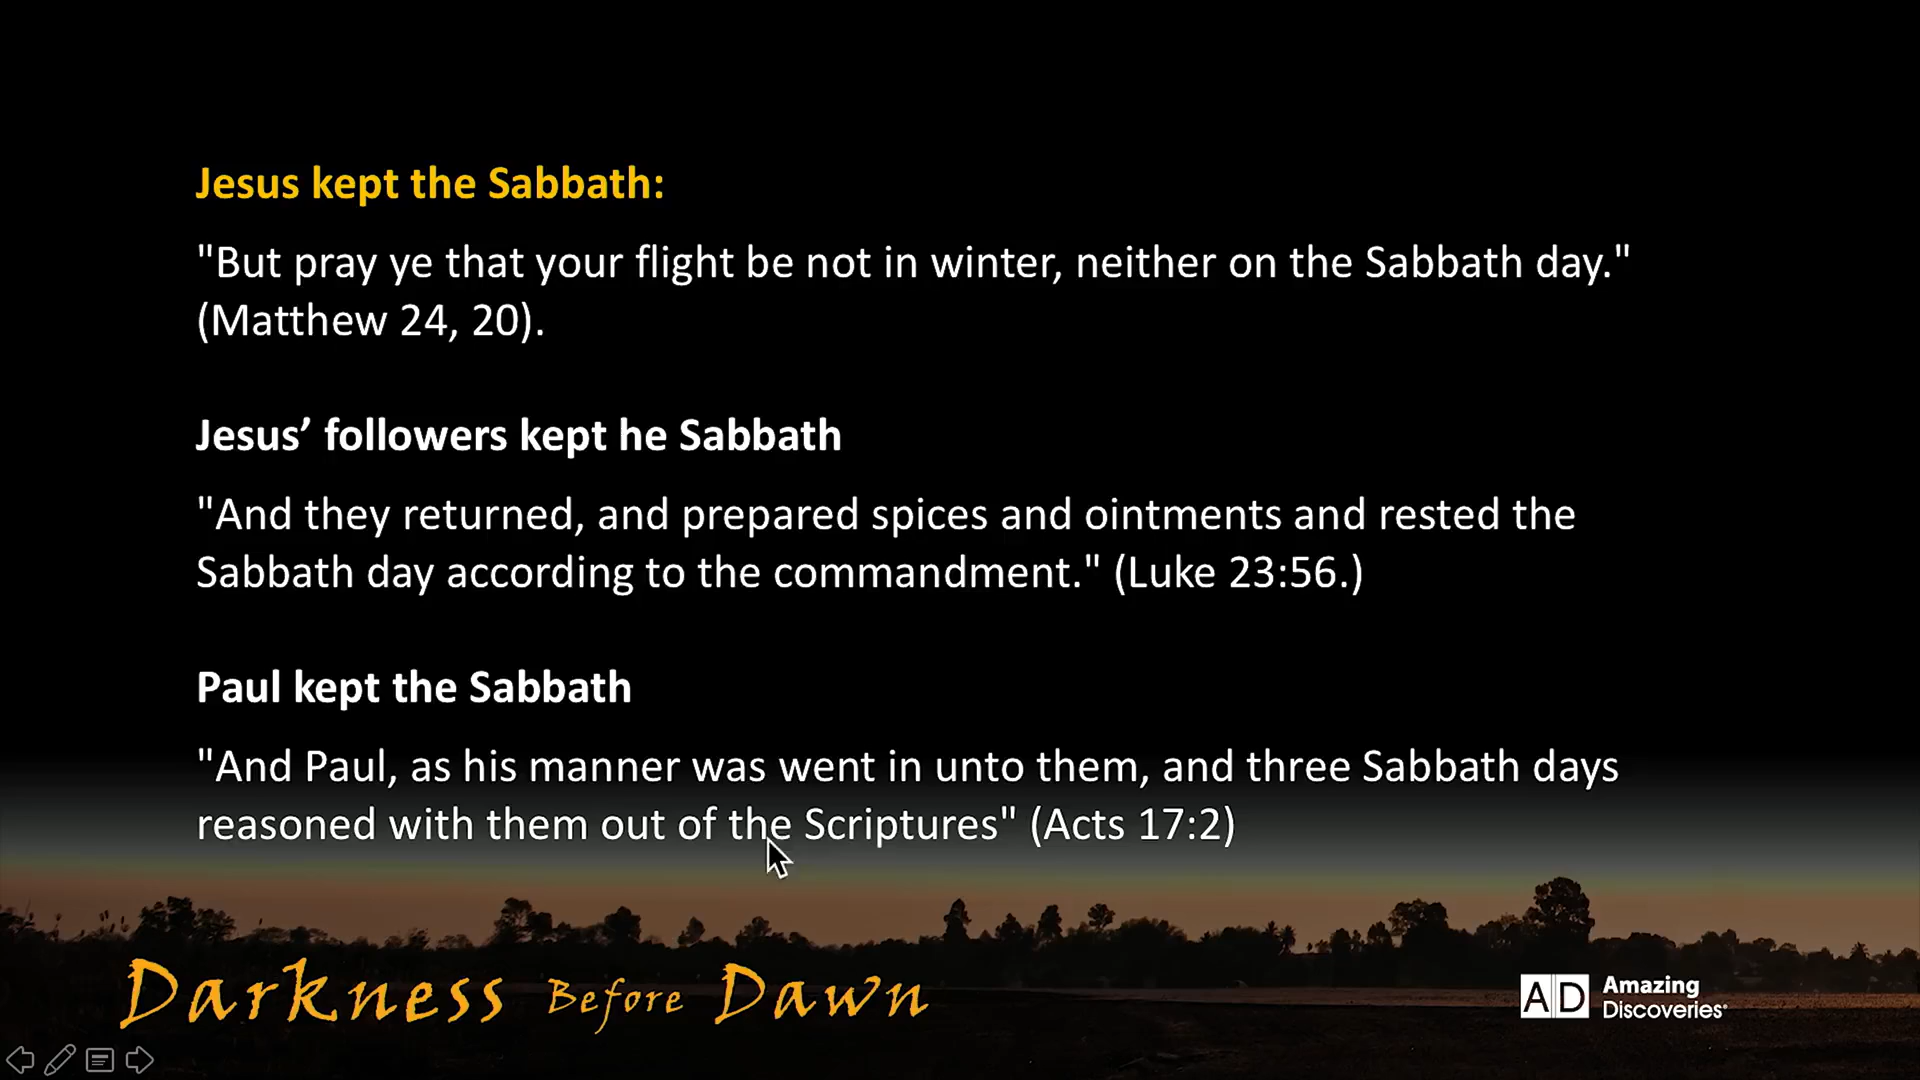 Jesus kept the Sabbath:
"But pray ye that your flight be not in winter, neither on the Sabbath day."
(Matthew 24, 20).
Jesus’ followers kept he Sabbath
"And they returned, and prepared spices and ointments and rested the
Sabbath day according to the commandment." (Luke 23:56.)
Paul kept the Sabbath
"And Paul, as his manner was went in unto them, and three Sabbath days
reasoned with them out of the Scriptures" (Acts 17:2)
Darkness Before Dawn
AD Amazing
Discoveries